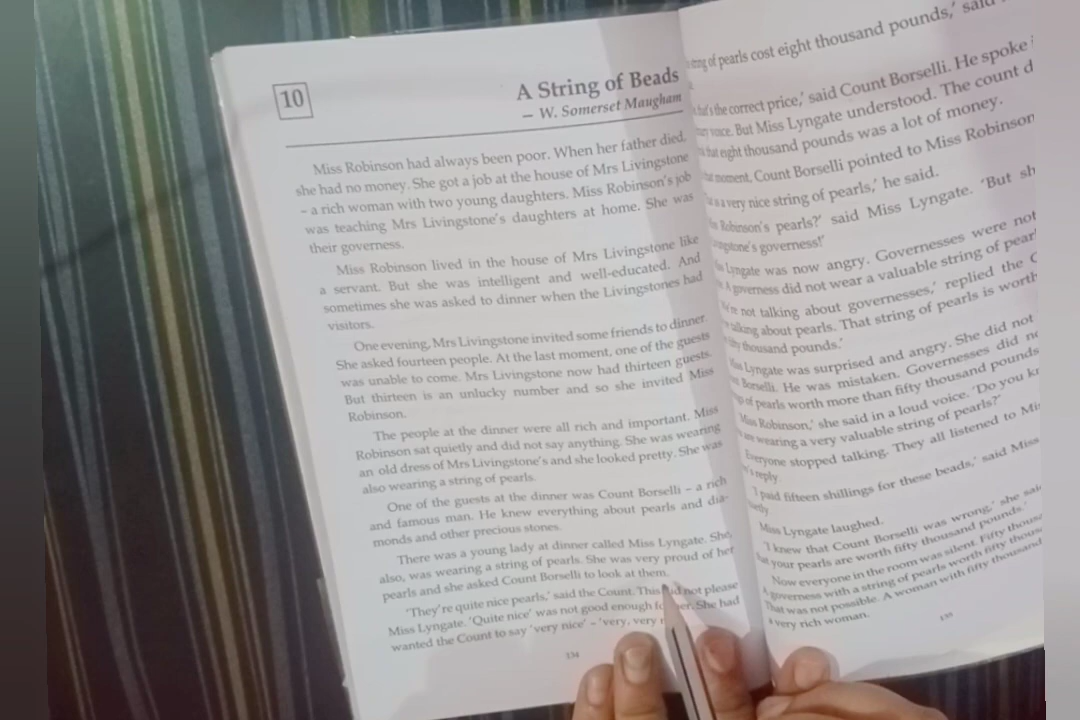 10
A String of Beads
– W. Somerset Maugham
Miss Robinson had always been poor. When her father died,
she had no money. She got a job at the house of Mrs Livingstone
– a rich woman with two young daughters. Miss Robinson's job
was teaching Mrs Livingstone's daughters at home. She was
their governess.
Miss Robinson lived in the house of Mrs Livingstone like
a servant. But she was intelligent and well-educated. And
sometimes she was asked to dinner when the Livingstones had
visitors.
One evening, Mrs Livingstone invited some friends to dinner.
She asked fourteen people. At the last moment, one of the guests
was unable to come. Mrs Livingstone now had thirteen guests.
But thirteen is an unlucky number and so she invited Miss
Robinson.
The people at the dinner were all rich and important. Miss
Robinson sat quietly and did not say anything. She was wearing
an old dress of Mrs Livingstone's and she looked pretty. She was
also wearing a string of pearls.
One of the guests at the dinner was Count Borselli – a rich
and famous man. He knew everything about pearls and dia-
monds and other precious stones.
There was a young lady at dinner called Miss Lyngate. She,
also, was wearing a string of pearls. She was very proud of her
pearls and she asked Count Borselli to look at them.
'They're quite nice pearls,' said the Count. This did not please
Miss Lyngate. 'Quite nice' was not good enough for her. She had
wanted the Count to say 'very nice' – 'very, very
134
string of pearls cost eight thousand pounds,' said
that's the correct price,' said Count Borselli. He spoke
voice. But Miss Lyngate understood. The count
that eight thousand pounds was a lot of money.
moment, Count Borselli pointed to Miss Robinson
is a very nice string of pearls,' he said.
Robinson's pearls?' said Miss Lyngate. 'But
governess!'
Lyngate was now angry. Governesses were not
A governess did not wear a valuable string of
not talking about governesses,' replied the
talking about pearls. That string of pearls is worth
thousand pounds.'
Lyngate was surprised and angry. She did not
Borselli. He was mistaken. Governesses did
of pearls worth more than fifty thousand pounds
Miss Robinson,' she said in a loud voice. 'Do you
are wearing a very valuable string of pearls?'
Everyone stopped talking. They all listened to
reply.
'I paid fifteen shillings for these beads,' said Miss
Miss Lyngate laughed.
'I knew that Count Borselli was wrong,' she
that your pearls are worth fifty thousand pounds.'
Now everyone in the room was silent. Fifty
A governess with a string of pearls worth fifty
That was not possible. A woman with fifty thousand
a very rich woman.
135